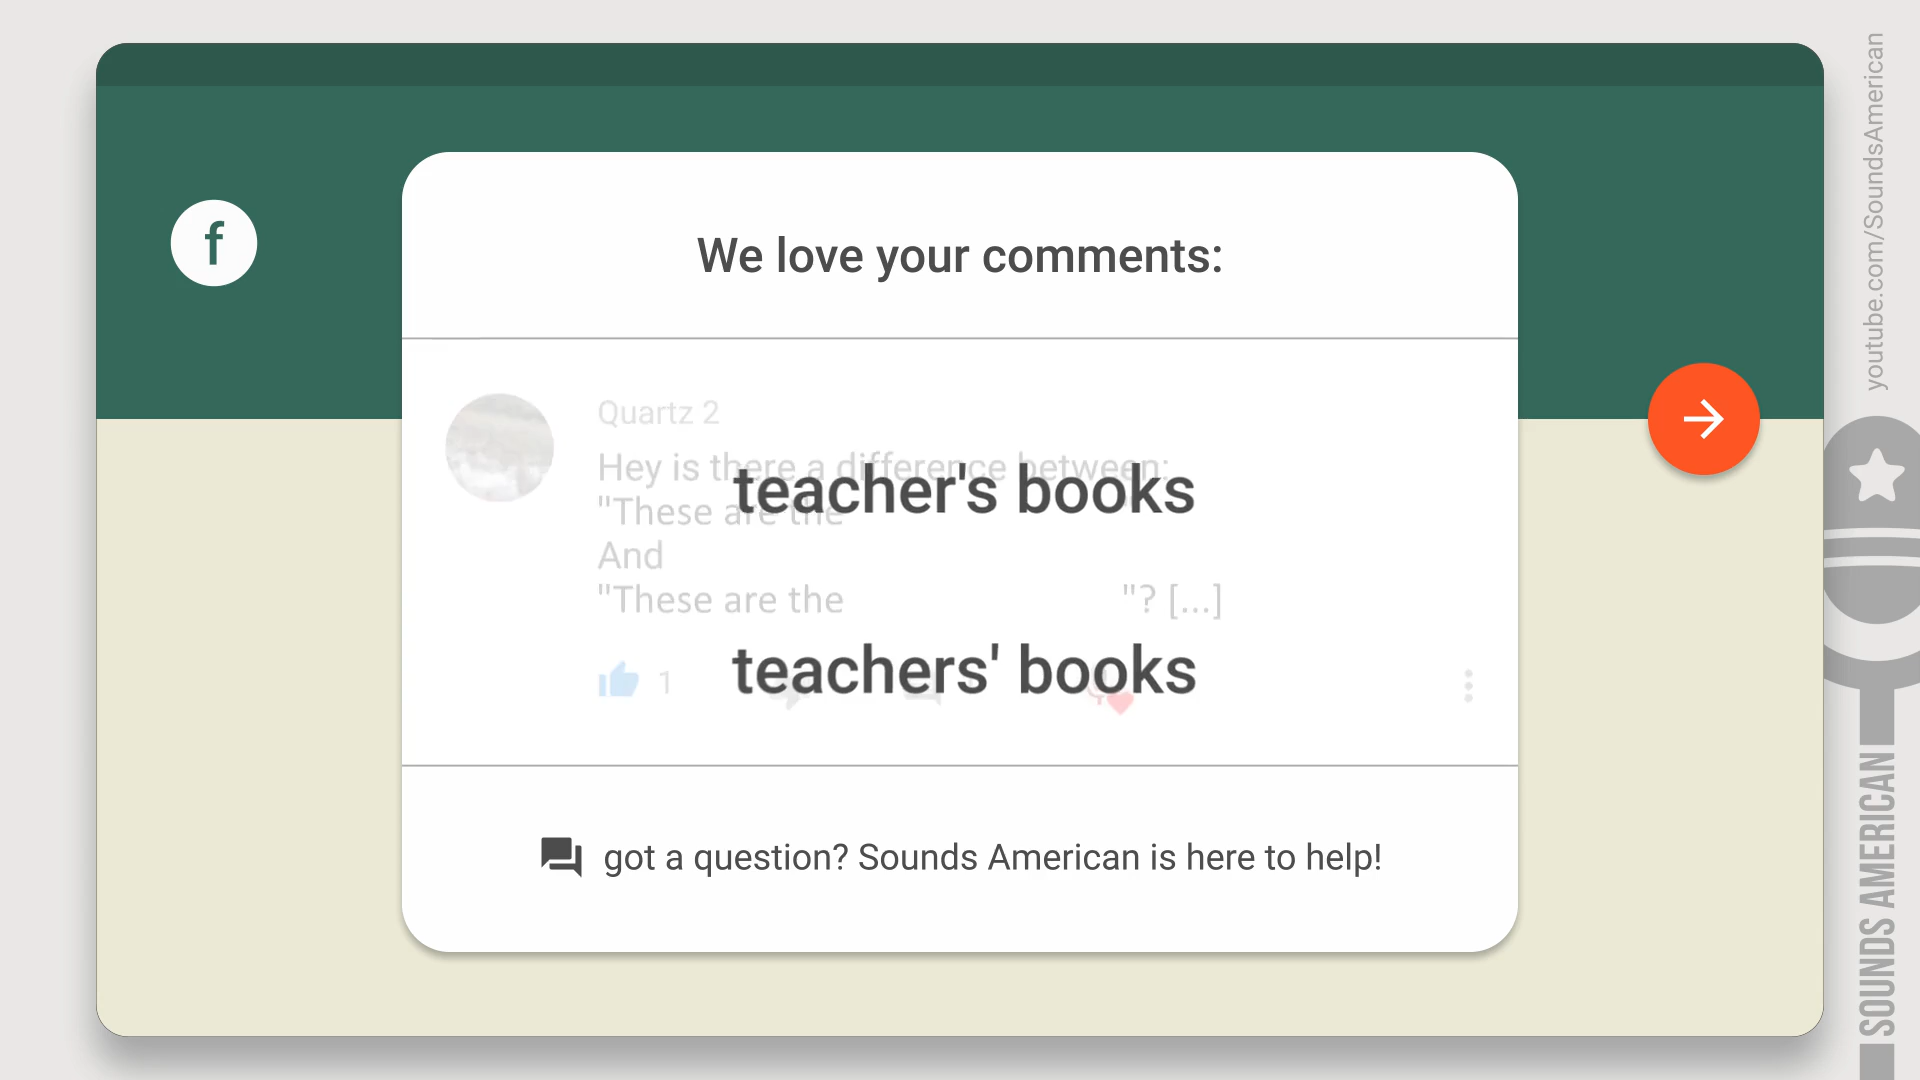 We love your comments:
Quartz 2
Hey is there a difference between:
"These are the
teacher's books
And
"These are the "? [...]
1
teachers' books
got a question? Sounds American is here to help!
f
youtube.com/SoundsAmerican
SOUNDS AMERICAN